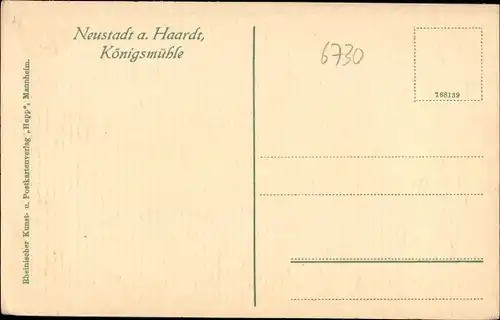 Neustadt a. Haardt,
Königsmühle
6730
168139
Rheinischer Kunst- u. Postkartenverlag „Hepp“, Mannheim.